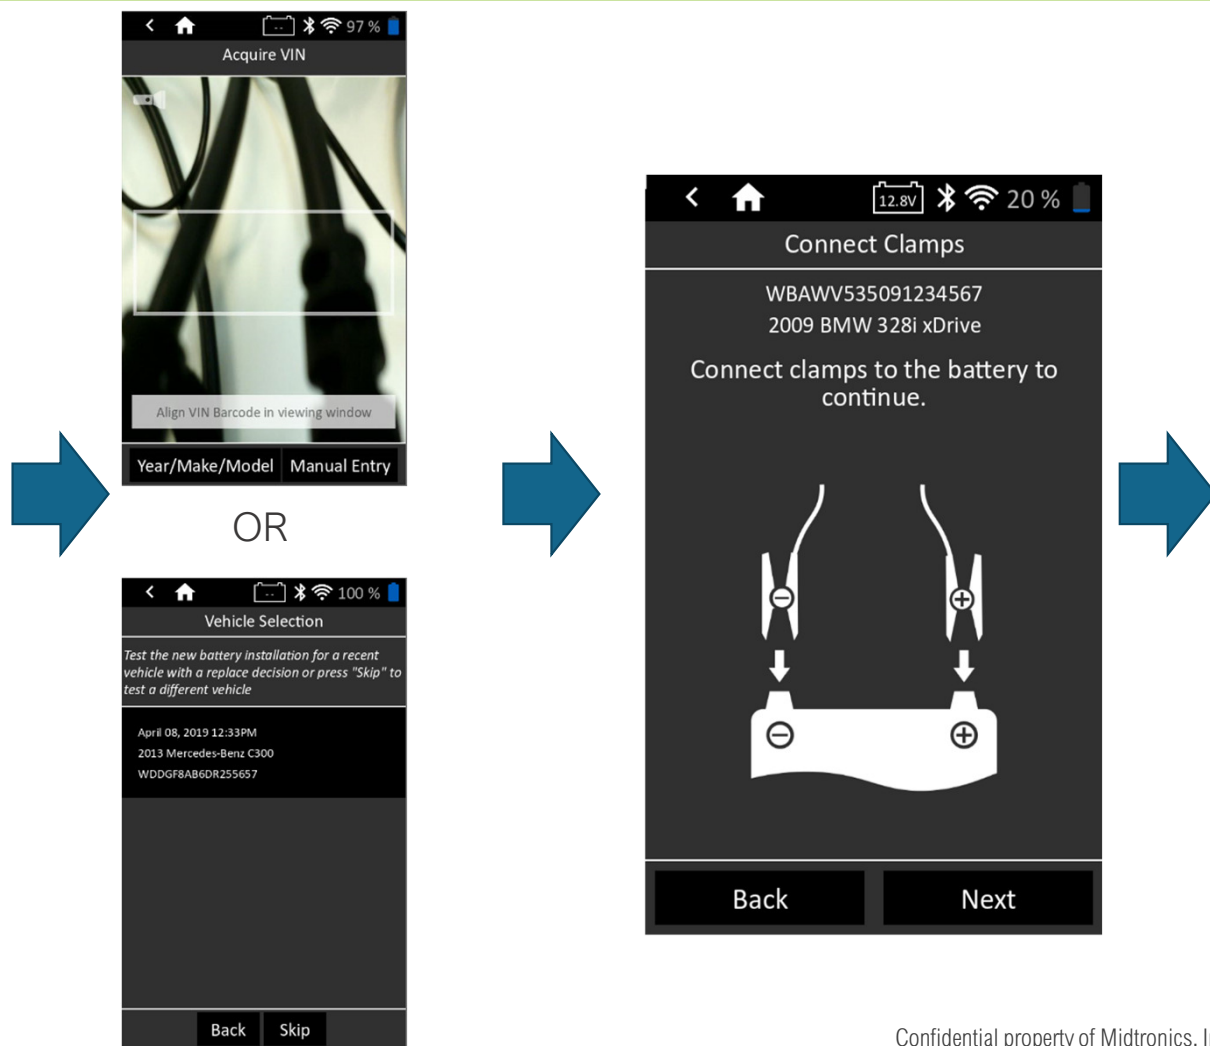 97 %
Acquire VIN
Align VIN Barcode in viewing window
Year/Make/Model Manual Entry
OR
-- 100 %
Vehicle Selection
Test the new battery installation for a recent
vehicle with a replace decision or press "Skip" to
test a different vehicle
April 08, 2019 12:33PM
2013 Mercedes-Benz C300
WDDGF8AB6DR255657
Back Skip
12.8V 20 %
Connect Clamps
WBAWV535091234567
2009 BMW 328i xDrive
Connect clamps to the battery to
continue.
Back Next
Confidential property of Midtronics,